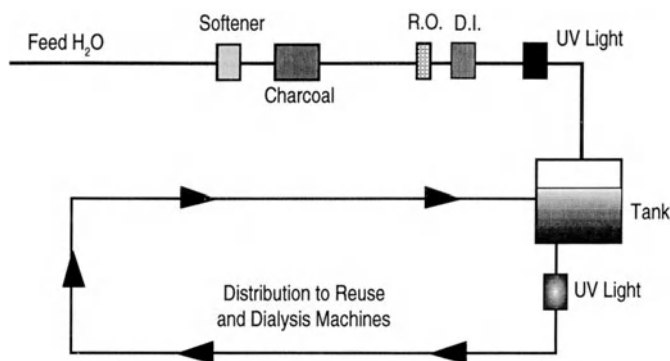 Softener
Feed H₂O
Charcoal
R.O. D.I.
UV Light
Tank
UV Light
Distribution to Reuse
and Dialysis Machines